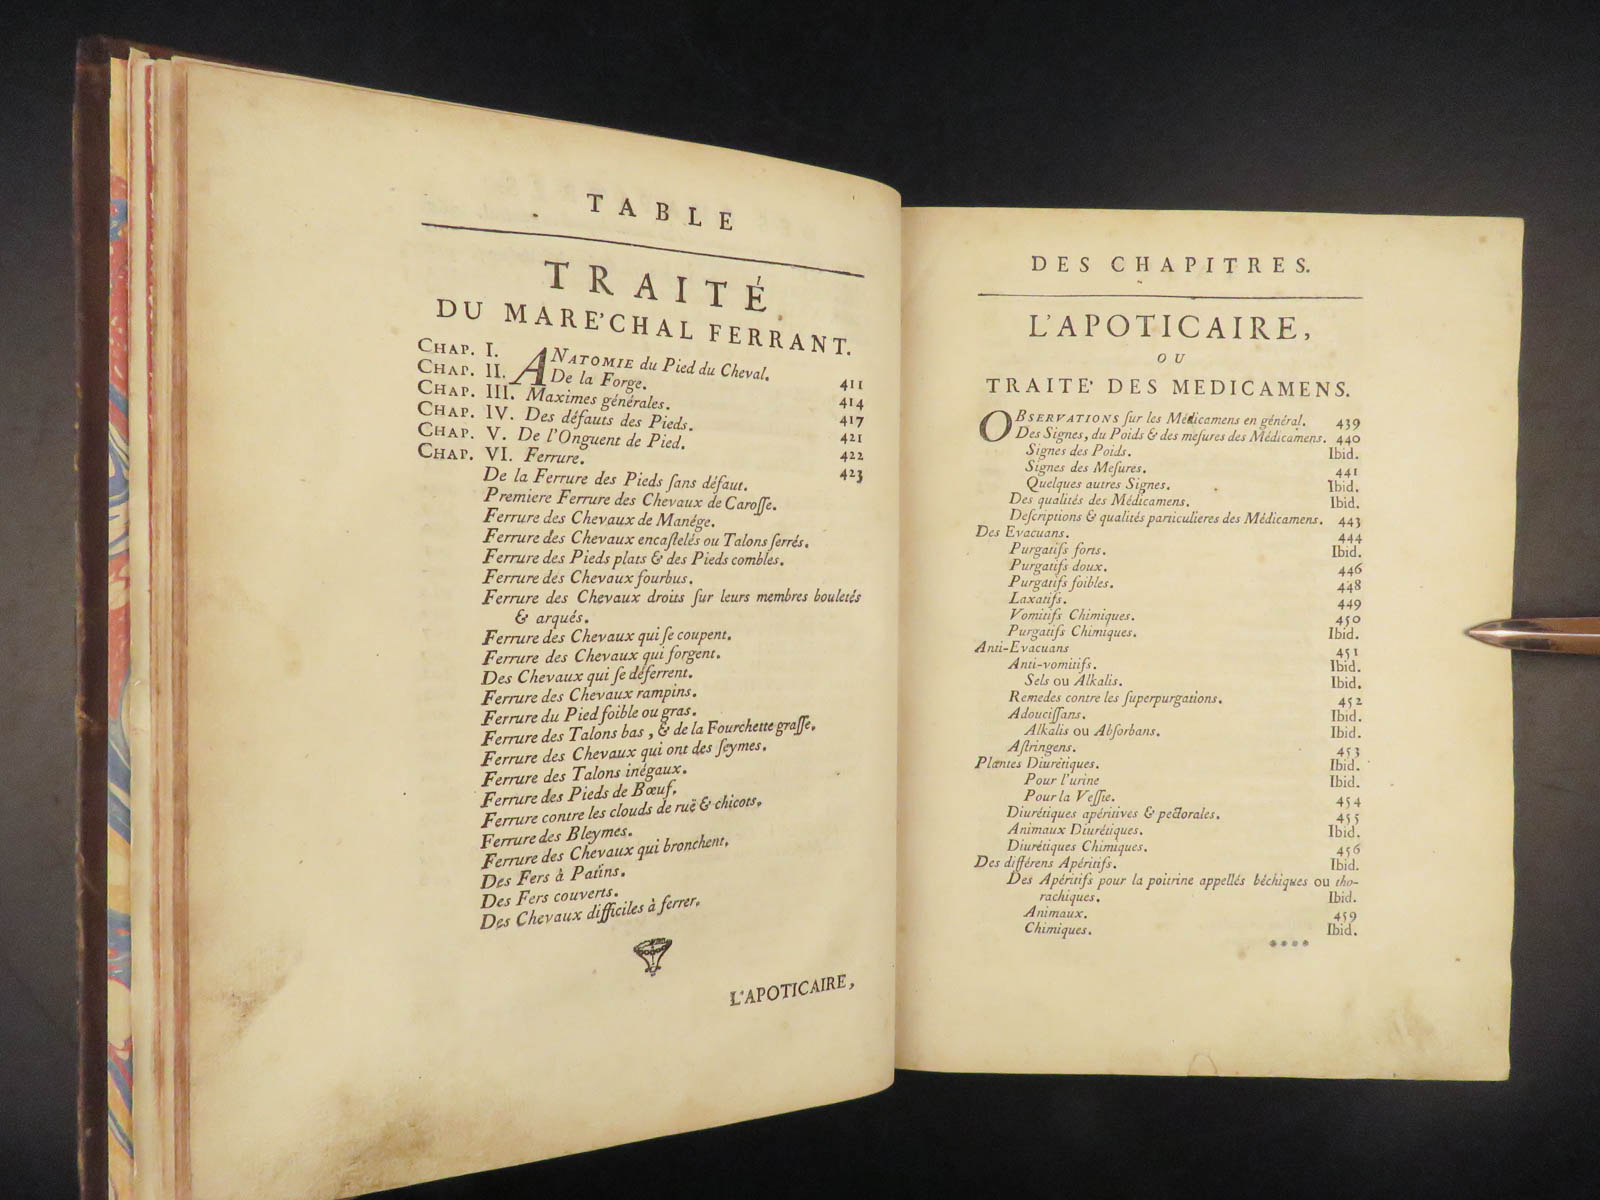 TABLE
TRAITÉ
DU MARE'CHAL FERRANT.
CHAP. I. ANATOMIE du Pied du Cheval. 411
CHAP. II. De la Forge. 414
CHAP. III. Maximes générales. 417
CHAP. IV. Des défauts des Pieds. 421
CHAP. V. De l'Onguent de Pied. 422
CHAP. VI. Ferrure. 423
De la Ferrure des Pieds ſans défaut.
Premiere Ferrure des Chevaux de Caroſſe.
Ferrure des Chevaux de Manége.
Ferrure des Chevaux encaſtelés ou Talons ſerrés.
Ferrure des Pieds plats & des Pieds combles.
Ferrure des Chevaux fourbus.
Ferrure des Chevaux droits ſur leurs membres bouletés
& arqués.
Ferrure des Chevaux qui ſe coupent.
Ferrure des Chevaux qui forgent.
Des Chevaux qui ſe déferrent.
Ferrure des Chevaux rampins.
Ferrure du Pied foible ou gras.
Ferrure des Talons bas, & de la Fourchette graſſe.
Ferrure des Chevaux qui ont des ſeymes.
Ferrure des Talons inégaux.
Ferrure des Pieds de Bœuf.
Ferrure contre les clouds de ruë & chicots.
Ferrure des Bleymes.
Ferrure des Chevaux qui bronchent.
Des Fers à Patins.
Des Fers couverts.
Des Chevaux difficiles à ferrer.
L'APOTICAIRE,
DES CHAPITRES.
L'APOTICAIRE,
OU
TRAITE' DES MEDICAMENS.
OBSERVATIONS ſur les Médicamens en général. 439
Des Signes, du Poids & des meſures des Médicamens. 440
Signes des Poids. Ibid.
Signes des Meſures. 441
Quelques autres Signes. Ibid.
Des qualités des Médicamens. Ibid.
Deſcriptions & qualités particulieres des Médicamens. 443
Des Evacuans. 444
Purgatifs forts. Ibid.
Purgatifs doux. 446
Purgatifs foibles. 448
Laxatifs. 449
Vomitifs Chimiques. 450
Purgatifs Chimiques. Ibid.
Anti-Evacuans 451
Anti-vomitifs. Ibid.
Sels ou Alkalis. Ibid.
Remedes contre les ſuperpurgations. 452
Adouciſſans. Ibid.
Alkalis ou Abſorbans. Ibid.
Aſtringens. 453
Plantes Diurétiques. Ibid.
Pour l'urine Ibid.
Pour la Veſſie. 454
Diurétiques apéritives & pectorales. 455
Animaux Diurétiques. Ibid.
Diurétiques Chimiques. 456
Des différens Apéritifs. Ibid.
Des Apéritifs pour la poitrine appellés béchiques ou tho-
rachiques. Ibid.
Animaux. 459
Chimiques. Ibid.